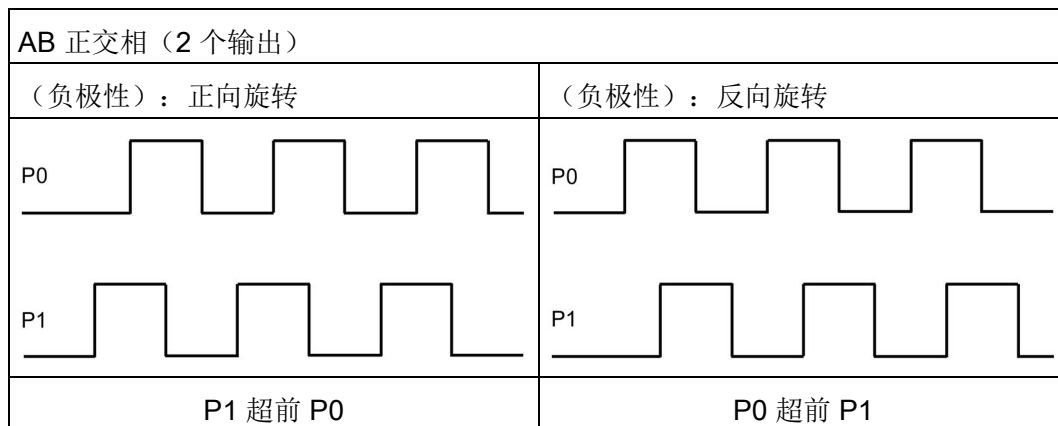 AB 正交相（2 个输出）
（负极性）：正向旋转
（负极性）：反向旋转
P0
P0
P1
P1
P1 超前 P0
P0 超前 P1